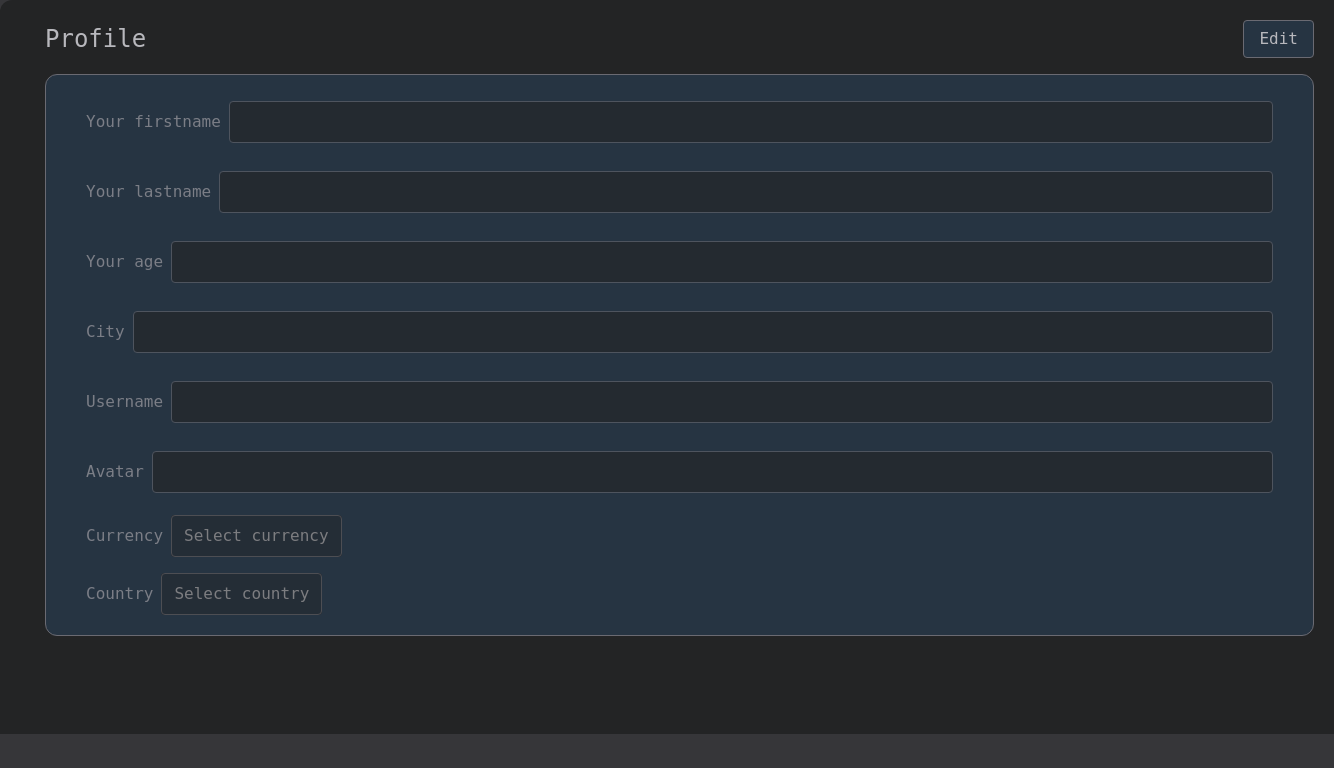 Profile
Edit
Your firstname
Your lastname
Your age
City
Username
Avatar
Currency Select currency
Country Select country